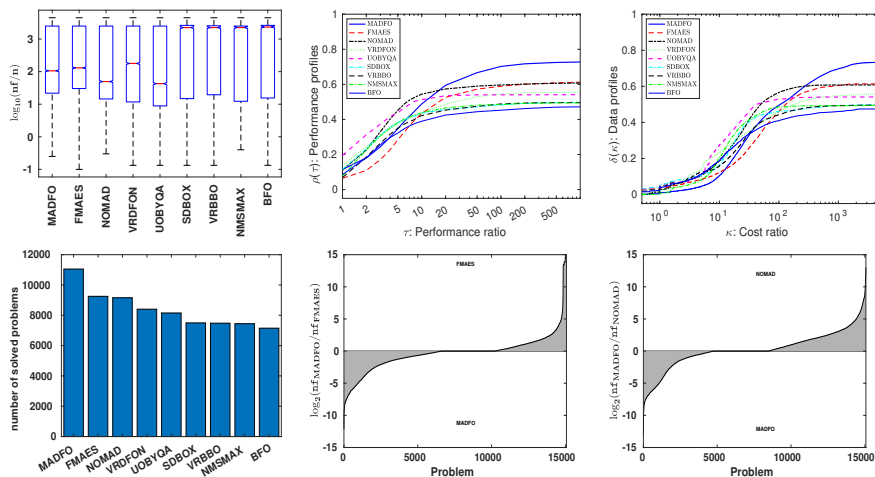 log10(nf/n)
3
2
1
0
-1
MADFO
FMAES
NOMAD
VRDFON
UOBYQA
SDBOX
VRBBO
NMSMAX
BFO
ρ(τ): Performance profiles
1
0.8
0.6
0.4
0.2
0
MADFO
FMAES
NOMAD
VRDFON
UOBYQA
SDBOX
VRBBO
NMSMAX
BFO
1 2 5 10 20 50 100 200 500
τ: Performance ratio
δ(κ): Data profiles
1
0.8
0.6
0.4
0.2
0
MADFO
FMAES
NOMAD
VRDFON
UOBYQA
SDBOX
VRBBO
NMSMAX
BFO
10^0 10^1 10^2 10^3
κ: Cost ratio
number of solved problems
12000
10000
8000
6000
4000
2000
0
MADFO
FMAES
NOMAD
VRDFON
UOBYQA
SDBOX
VRBBO
NMSMAX
BFO
log2(nfMADFO/nfFMAES)
15
10
5
0
-5
-10
-15
FMAES
MADFO
0 5000 10000 15000
Problem
log2(nfMADFO/nfNOMAD)
15
10
5
0
-5
-10
-15
NOMAD
MADFO
0 5000 10000 15000
Problem